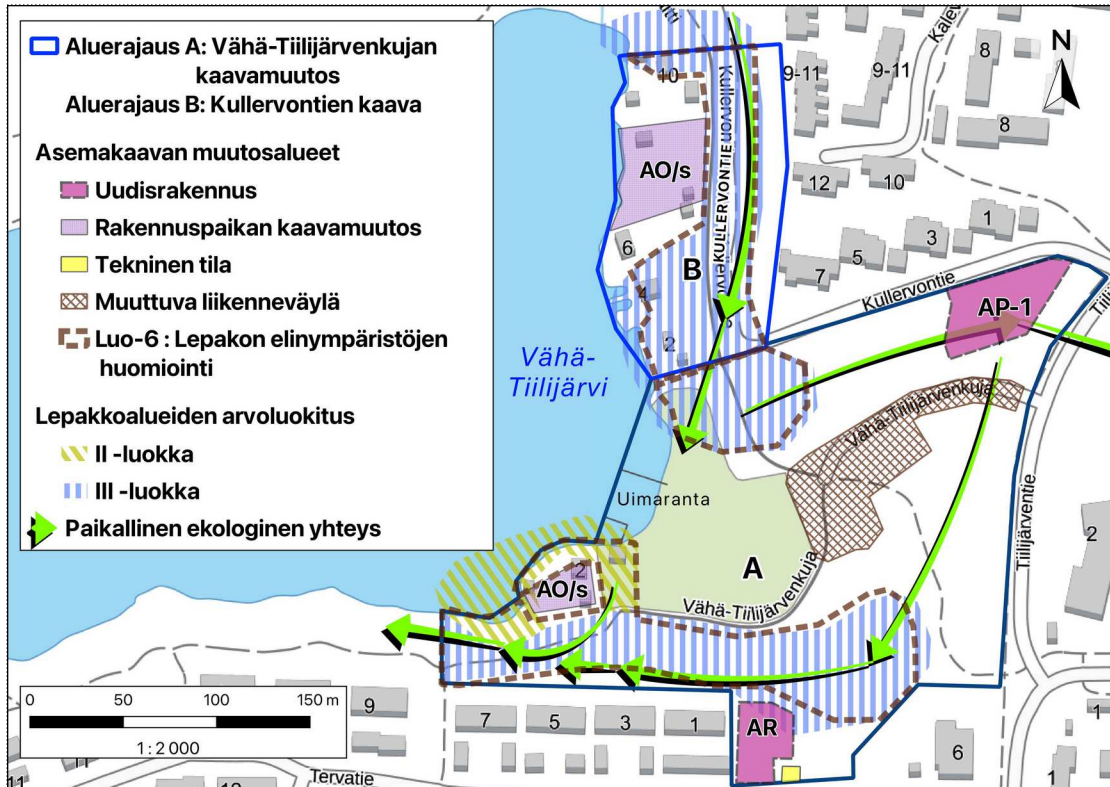 Aluerajaus A: Vähä-Tiilijärvenkujan
kaavamuutos
Aluerajaus B: Kullervontien kaava
Asemakaavan muutosalueet
Uudisrakennus
Rakennuspaikan kaavamuutos
Tekninen tila
Muuttuva liikenneväylä
Luo-6 : Lepakon elinympäristöjen
huomiointi
Lepakkoalueiden arvoluokitus
II -luokka
III -luokka
Paikallinen ekologinen yhteys
N
10
9-11
9-11
8
8
AO/s
KULLERVONTIE
12
10
6
B
7
5
3
1
4
2
Kullervontie
AP-1
Vähä-
Tiilijärvi
Vähä-Tiilijärvenkuja
Uimaranta
A
Tiilijärventie
2
2
AO/s
Vähä-Tiilijärvenkuja
0 50 100 150 m
1 : 2 000
9
7
5
3
1
AR
6
1
1
11
Tervatie